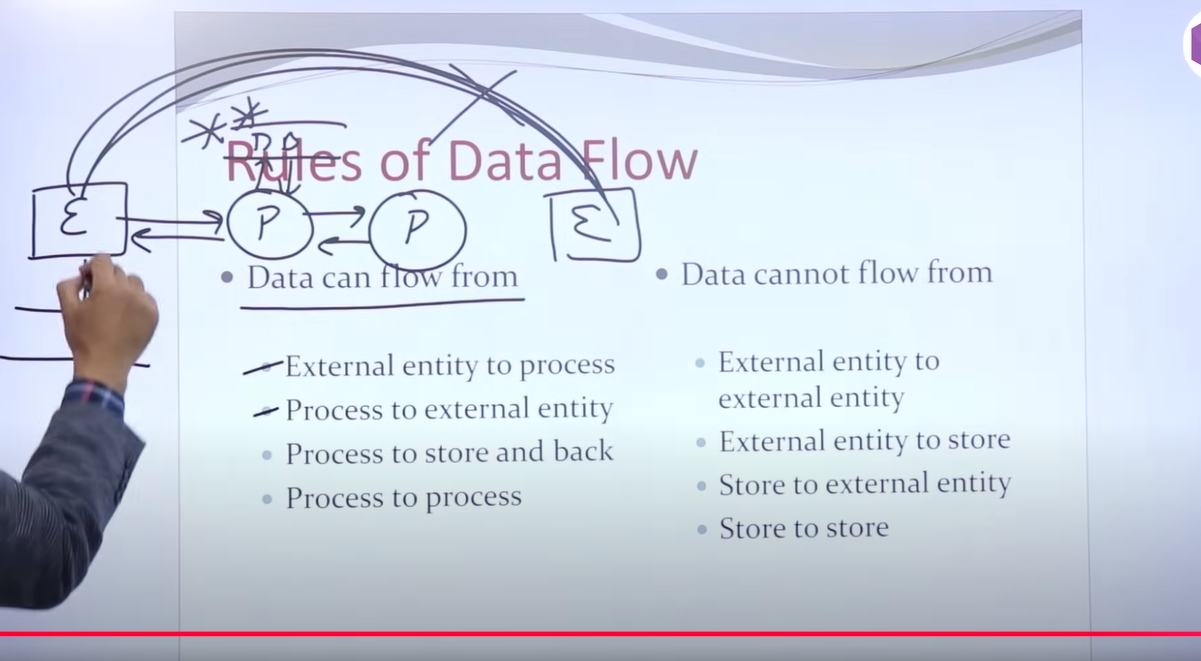 Rules of Data Flow
E
P
P
E
Data can flow from
External entity to process
Process to external entity
Process to store and back
Process to process
Data cannot flow from
External entity to
external entity
External entity to store
Store to external entity
Store to store